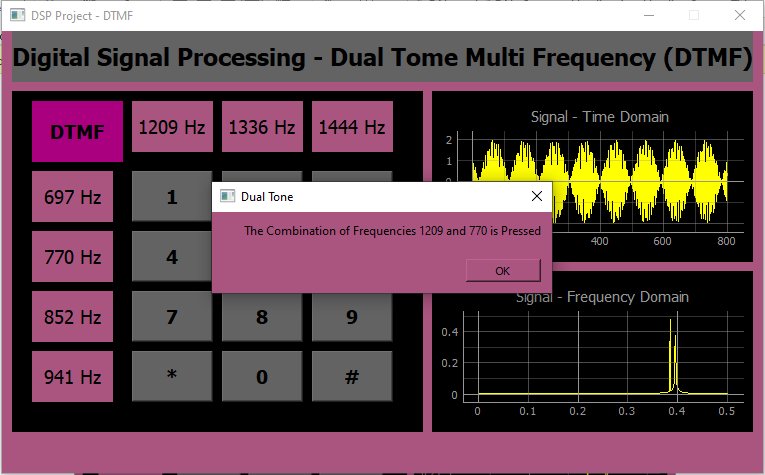 DSP Project - DTMF
Digital Signal Processing - Dual Tome Multi Frequency (DTMF)
DTMF 1209 Hz 1336 Hz 1444 Hz
697 Hz 1
770 Hz 4
852 Hz 7 8 9
941 Hz * 0 #
Dual Tone
The Combination of Frequencies 1209 and 770 is Pressed
OK
Signal - Time Domain
2
1
0
400 600 800
Signal - Frequency Domain
0.4
0.2
0
0 0.1 0.2 0.3 0.4 0.5